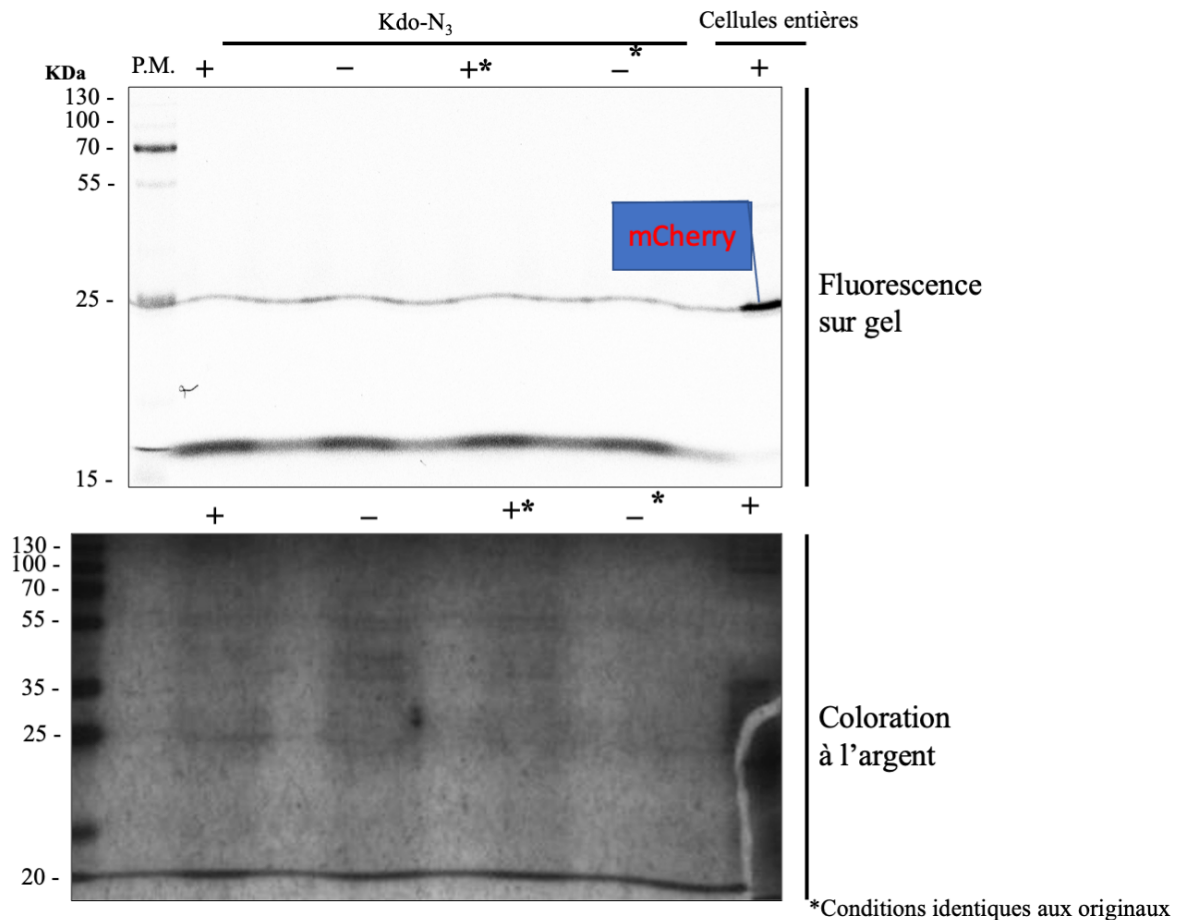 Kdo-N₃
Cellules entières
KDa
P.M. + – +* –* +
130 -
100 -
70 -
55 -
mCherry
25 -
Fluorescence
sur gel
15 -
+ – +* –* +
130 -
100 -
70 -
55 -
35 -
Coloration
à l’argent
25 -
20 -
*Conditions identiques aux originaux